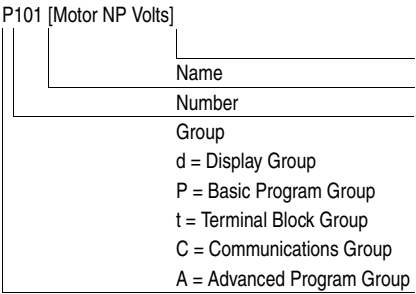 P101 [Motor NP Volts]
Name
Number
Group
d = Display Group
P = Basic Program Group
t = Terminal Block Group
C = Communications Group
A = Advanced Program Group